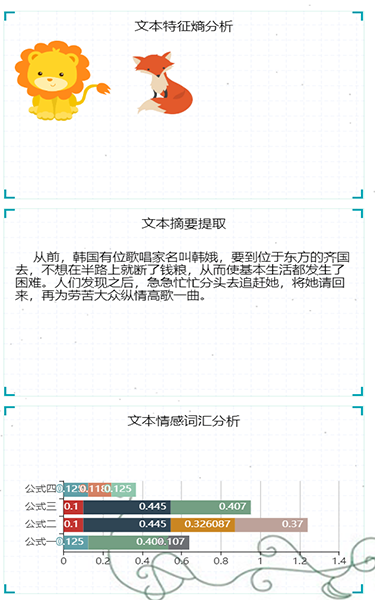 文本特征熵分析
文本摘要提取
从前，韩国有位歌唱家名叫韩娥，要到位于东方的齐国
去，不想在半路上就断了钱粮，从而使基本生活都发生了
困难。人们发现之后，急急忙忙分头去追赶她，将她请回
来，再为劳苦大众纵情高歌一曲。
文本感情词汇分析
公式四 0.125 0.118 0.125
公式三 0.1 0.445 0.407
公式二 0.1 0.445 0.326087 0.37
公式一 0.125 0.400 0.107
0 0.2 0.4 0.6 0.8 1 1.2 1.4